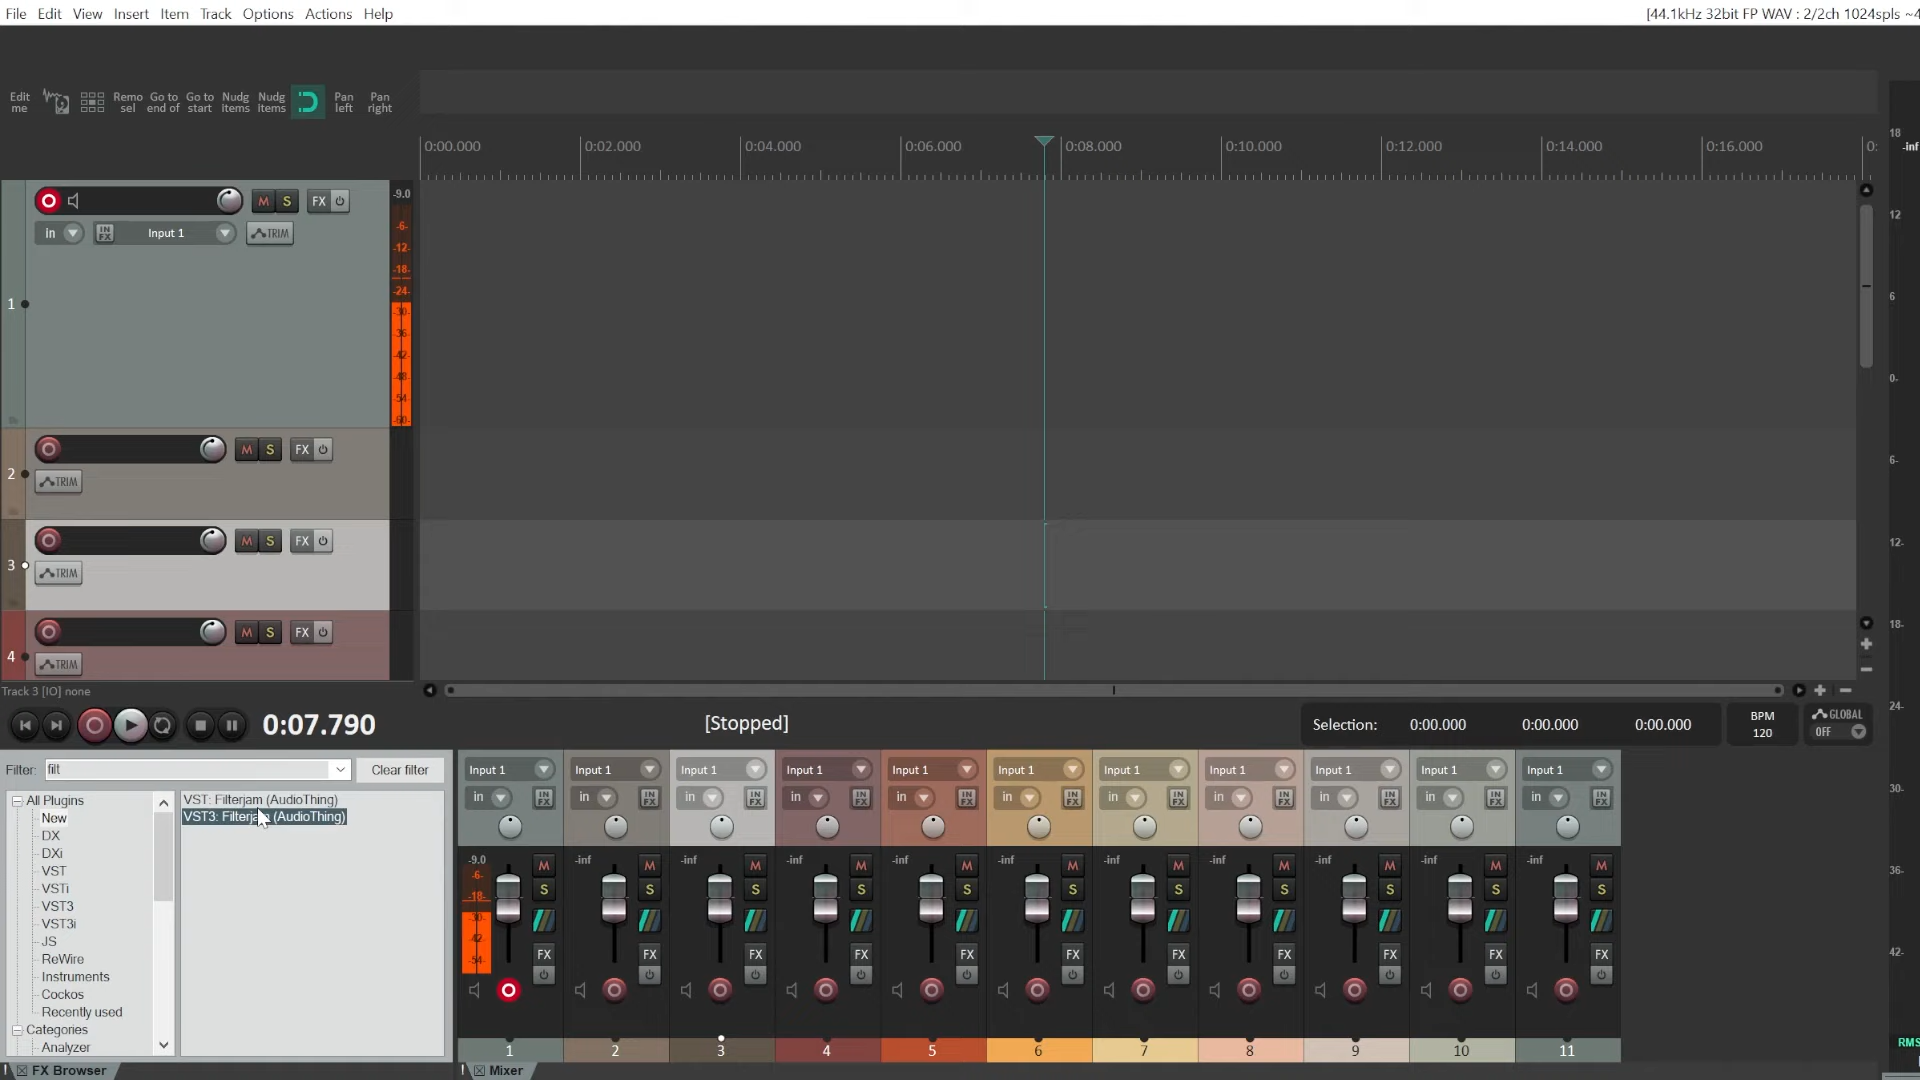 File Edit View Insert Item Track Options Actions Help
[44.1kHz 32bit FP WAV : 2/2ch 1024spls ~4
Edit me
Remo sel
Go to end of
Go to start
Nudg items
Nudg items
Pan left
Pan right
0:00.000 0:02.000 0:04.000 0:06.000 0:08.000 0:10.000 0:12.000 0:14.000 0:16.000 0:
18 -inf
12
6
0-
6-
12-
18-
24-
30-
36-
42-
RMS
M S FX
in IN FX Input 1 TRIM
-9.0
-6-
-12-
-18-
-24-
-30-
-36-
-42-
-54-
-60-
1
M S FX
2 TRIM
M S FX
3 TRIM
M S FX
4 TRIM
Track 3 [IO] none
0:07.790
[Stopped]
Selection: 0:00.000 0:00.000 0:00.000
BPM 120
GLOBAL OFF
Filter: filt Clear filter
All Plugins
New
DX
DXi
VST
VSTi
VST3
VST3i
JS
ReWire
Instruments
Cockos
Recently used
Categories
Analyzer
VST: Filterjam (AudioThing)
VST3: Filterjam (AudioThing)
Input 1 Input 1 Input 1 Input 1 Input 1 Input 1 Input 1 Input 1 Input 1 Input 1 Input 1
in IN FX in IN FX in IN FX in IN FX in IN FX in IN FX in IN FX in IN FX in IN FX in IN FX in IN FX
-9.0 M -inf M -inf M -inf M -inf M -inf M -inf M -inf M -inf M -inf M -inf M
-6-
S S S S S S S S S S S
-18-
-30-
-42-
-54-
FX FX FX FX FX FX FX FX FX FX FX
1 2 3 4 5 6 7 8 9 10 11
! FX Browser
! Mixer